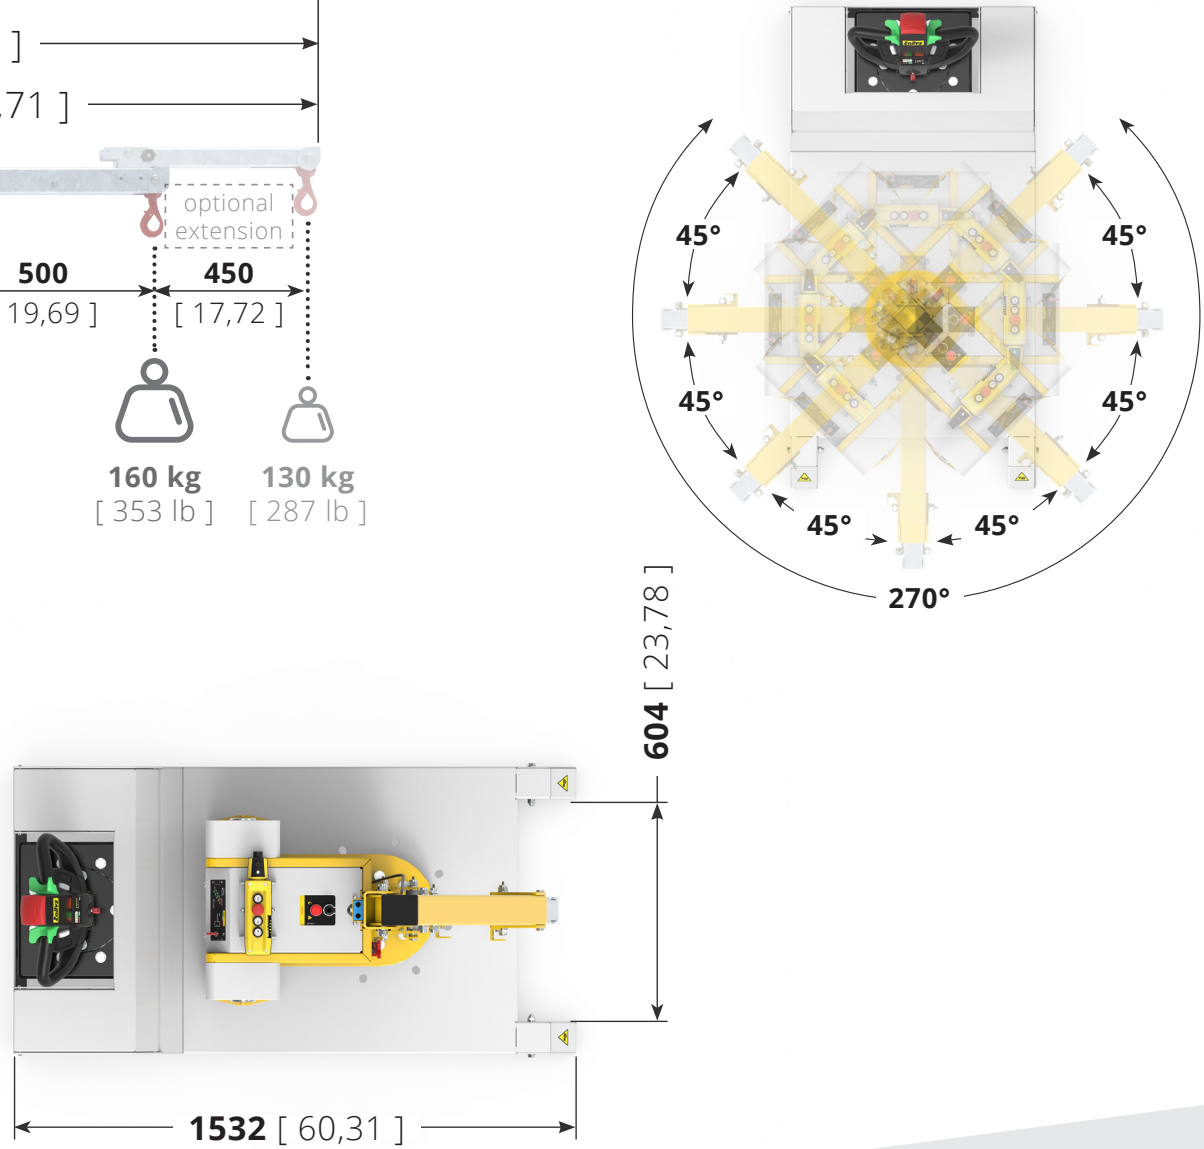 ]
,71 ]
optional
extension
500
450
19,69 ]
[ 17,72 ]
160 kg
130 kg
[ 353 lb ]
[ 287 lb ]
45°
45°
45°
45°
45°
45°
270°
604 [ 23,78 ]
1532 [ 60,31 ]